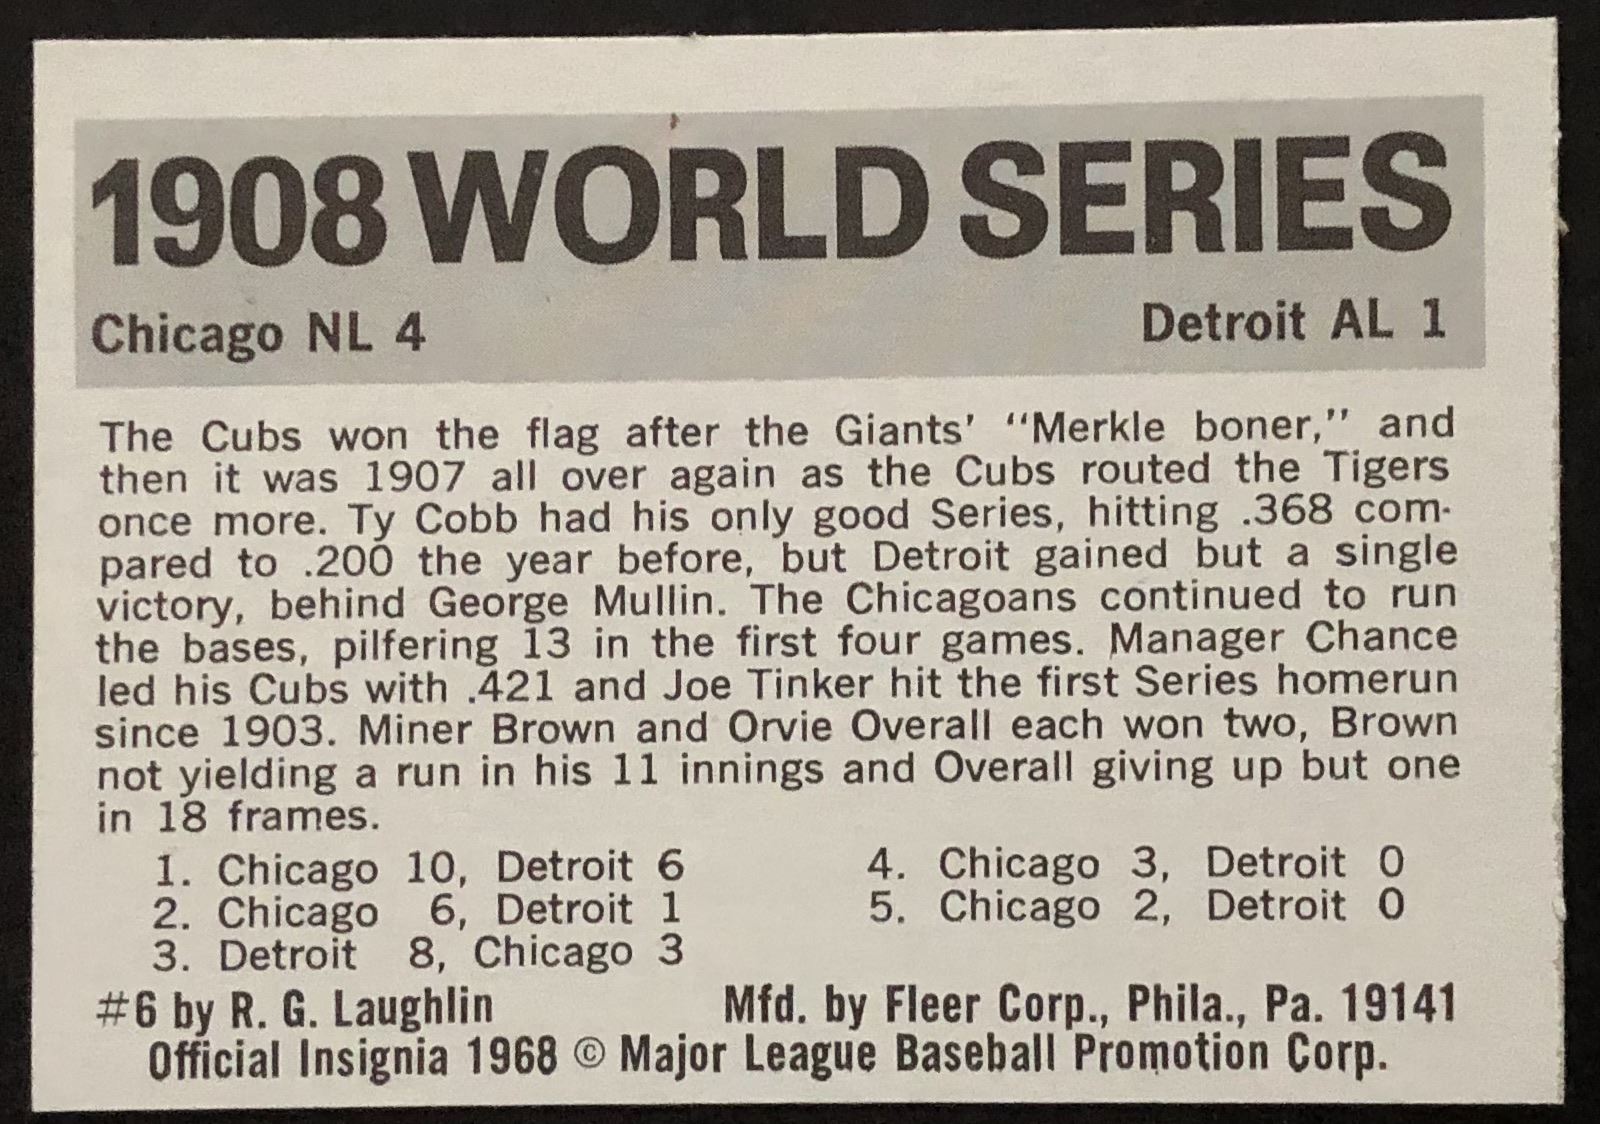 1908 WORLD SERIES
Chicago NL 4 Detroit AL 1
The Cubs won the flag after the Giants' "Merkle boner," and
then it was 1907 all over again as the Cubs routed the Tigers
once more. Ty Cobb had his only good Series, hitting .368 com-
pared to .200 the year before, but Detroit gained but a single
victory, behind George Mullin. The Chicagoans continued to run
the bases, pilfering 13 in the first four games. Manager Chance
led his Cubs with .421 and Joe Tinker hit the first Series homerun
since 1903. Miner Brown and Orvie Overall each won two, Brown
not yielding a run in his 11 innings and Overall giving up but one
in 18 frames.
1. Chicago 10, Detroit 6
2. Chicago 6, Detroit 1
3. Detroit 8, Chicago 3
4. Chicago 3, Detroit 0
5. Chicago 2, Detroit 0
#6 by R. G. Laughlin Mfd. by Fleer Corp., Phila., Pa. 19141
Official Insignia 1968 © Major League Baseball Promotion Corp.